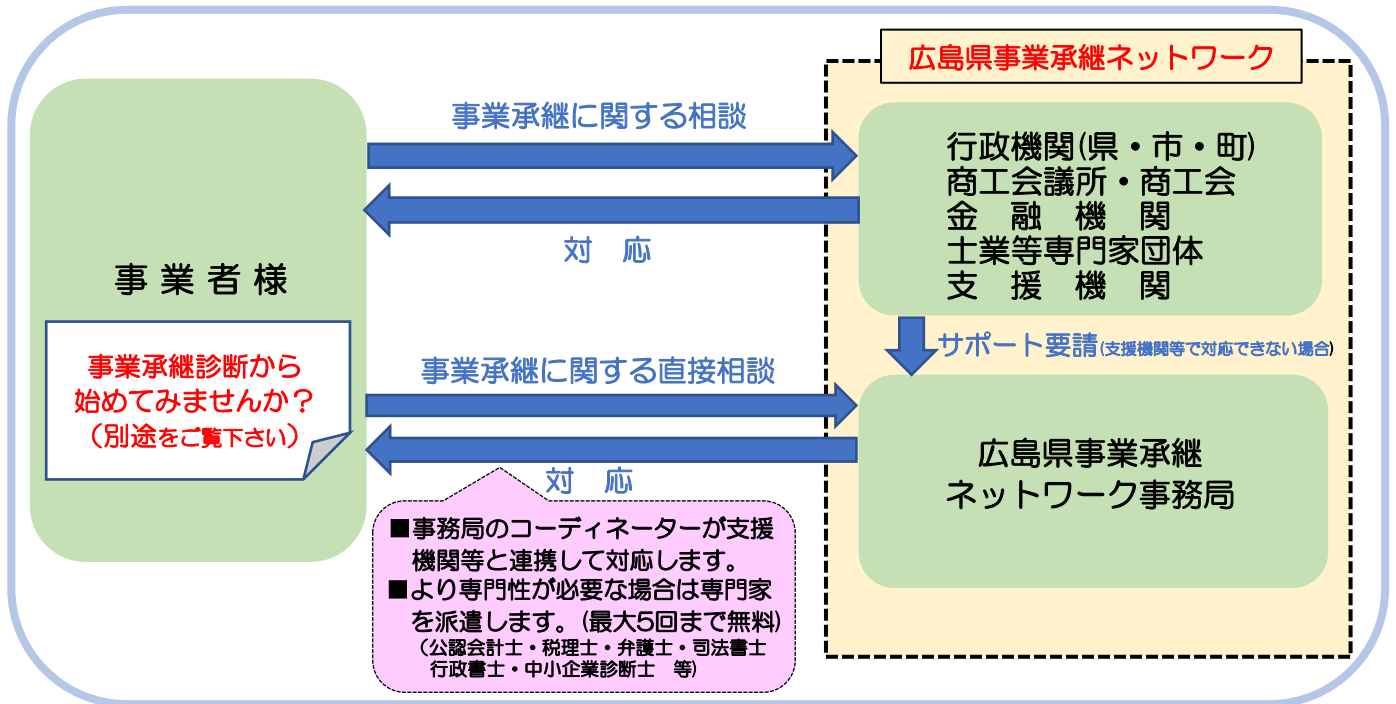 広島県事業承継ネットワーク
事業承継に関する相談
対　応
行政機関(県・市・町)
商工会議所・商工会
金　融　機　関
士業等専門家団体
支　援　機　関
事 業 者 様
事業承継診断から
始めてみませんか？
（別途をご覧下さい）
サポート要請(支援機関等で対応できない場合)
事業承継に関する直接相談
対　応
広島県事業承継
ネットワーク事務局
■事務局のコーディネーターが支援
機関等と連携して対応します。
■より専門性が必要な場合は専門家
を派遣します。(最大5回まで無料)
（公認会計士・税理士・弁護士・司法書士
行政書士・中小企業診断士　等)